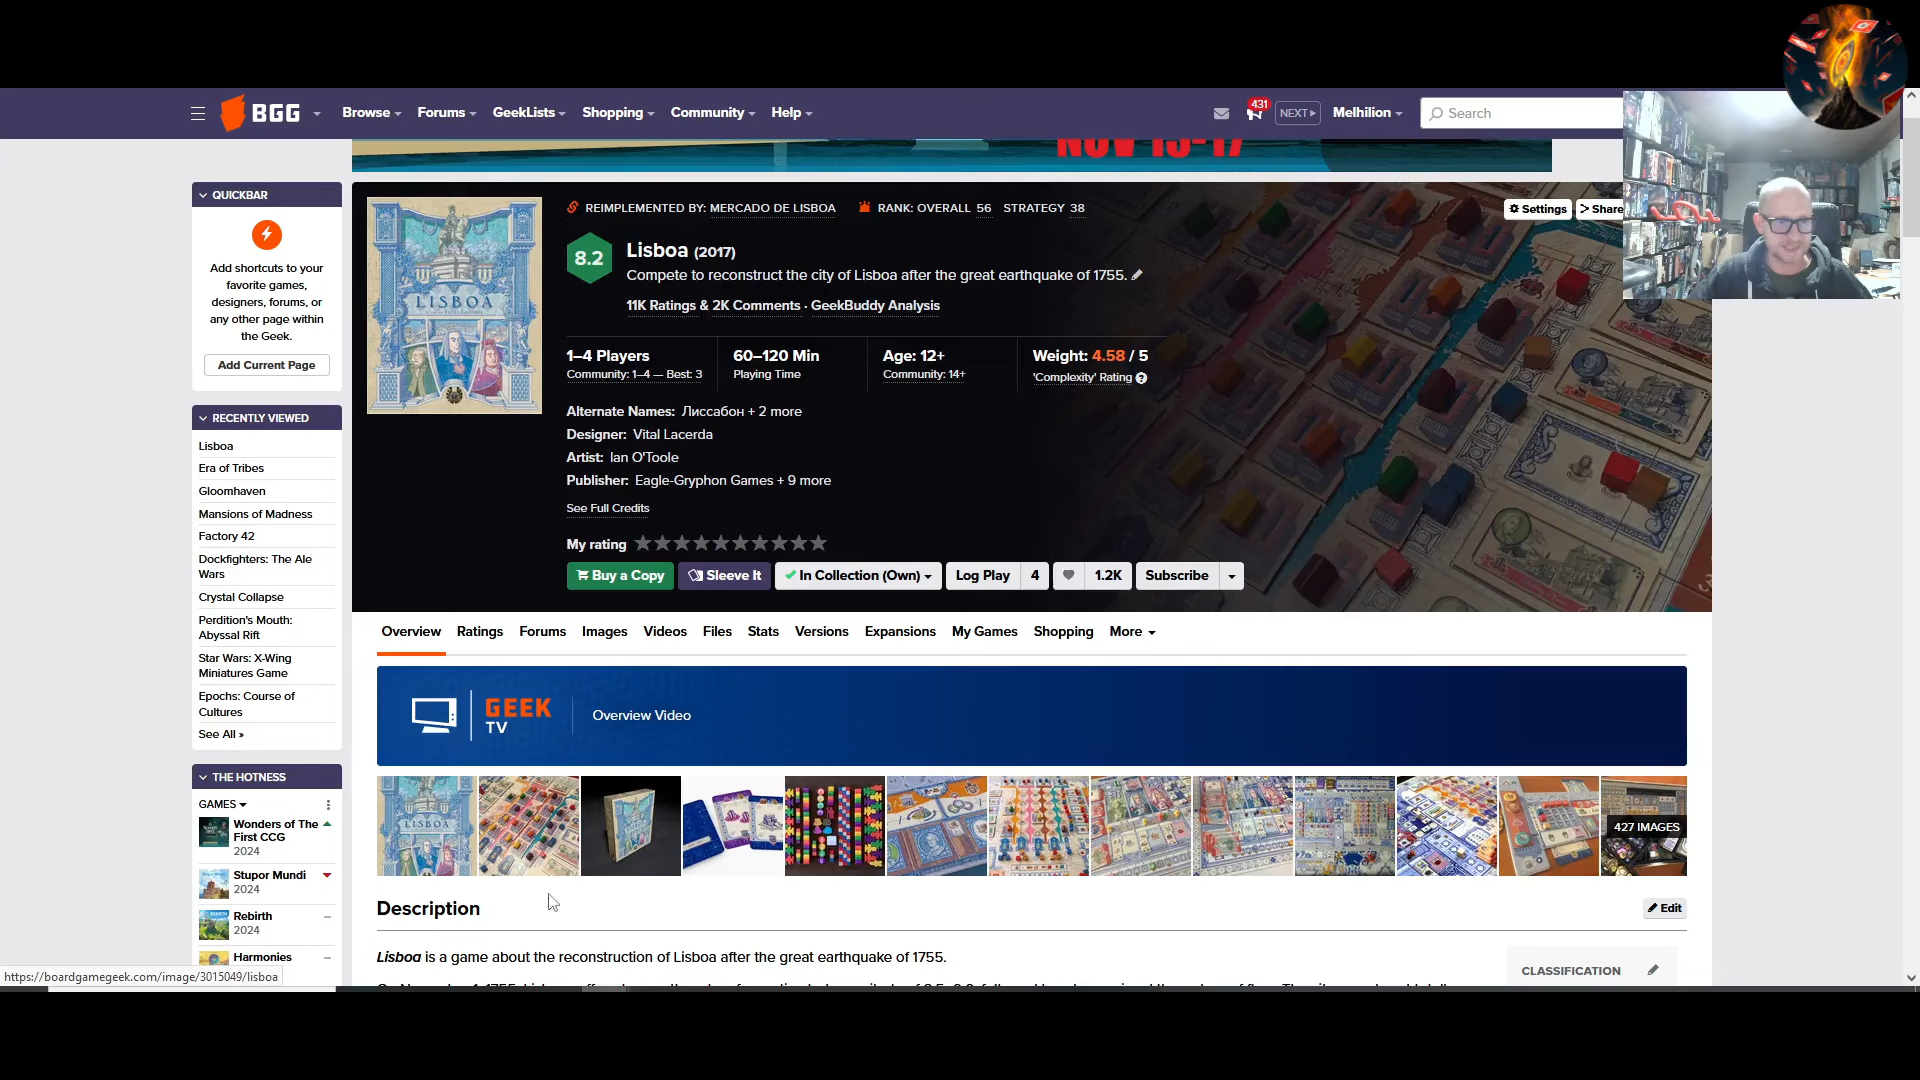 BGG
Browse
Forums
GeekLists
Shopping
Community
Help
431
NEXT
Melhilion
Search
NOV 13-17
QUICKBAR
Add shortcuts to your
favorite games,
designers, forums, or
any other page within
the Geek.
Add Current Page
RECENTLY VIEWED
Lisboa
Era of Tribes
Gloomhaven
Mansions of Madness
Factory 42
Dockfighters: The Ale
Wars
Crystal Collapse
Perdition's Mouth:
Abyssal Rift
Star Wars: X-Wing
Miniatures Game
Epochs: Course of
Cultures
See All »
THE HOTNESS
GAMES
Wonders of The
First CCG
2024
Stupor Mundi
2024
Rebirth
2024
Harmonies
https://boardgamegeek.com/image/3015049/lisboa
LISBOA
REIMPLEMENTED BY: MERCADO DE LISBOA
RANK: OVERALL 56 STRATEGY 38
Settings
Share
8.2
Lisboa (2017)
Compete to reconstruct the city of Lisboa after the great earthquake of 1755.
11K Ratings & 2K Comments · GeekBuddy Analysis
1–4 Players
Community: 1–4 — Best: 3
60–120 Min
Playing Time
Age: 12+
Community: 14+
Weight: 4.58 / 5
'Complexity' Rating
Alternate Names: Лиссабон + 2 more
Designer: Vital Lacerda
Artist: Ian O'Toole
Publisher: Eagle-Gryphon Games + 9 more
See Full Credits
My rating
Buy a Copy
Sleeve It
In Collection (Own)
Log Play 4
1.2K
Subscribe
Overview
Ratings
Forums
Images
Videos
Files
Stats
Versions
Expansions
My Games
Shopping
More
GEEK
TV
Overview Video
LISBOA
427 IMAGES
Description
Edit
Lisboa is a game about the reconstruction of Lisboa after the great earthquake of 1755.
CLASSIFICATION